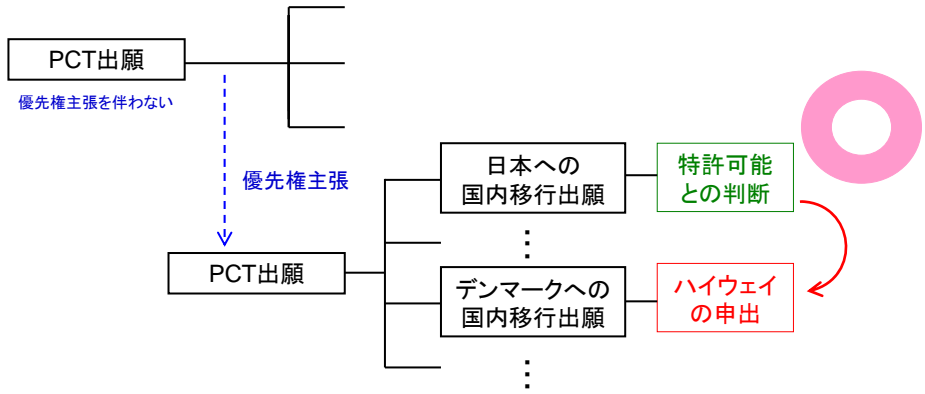 PCT出願
優先権主張を伴わない
優先権主張
PCT出願
日本への
国内移行出願
特許可能
との判断
デンマークへの
国内移行出願
ハイウェイ
の申出